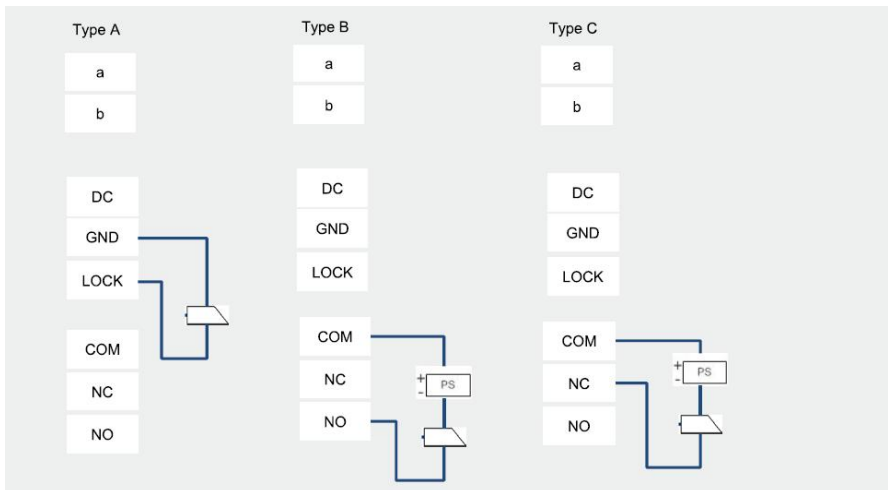 Type A
a
b
DC
GND
LOCK
COM
NC
NO
Type B
a
b
DC
GND
LOCK
COM
NC
NO
+
-
PS
Type C
a
b
DC
GND
LOCK
COM
NC
NO
+
-
PS